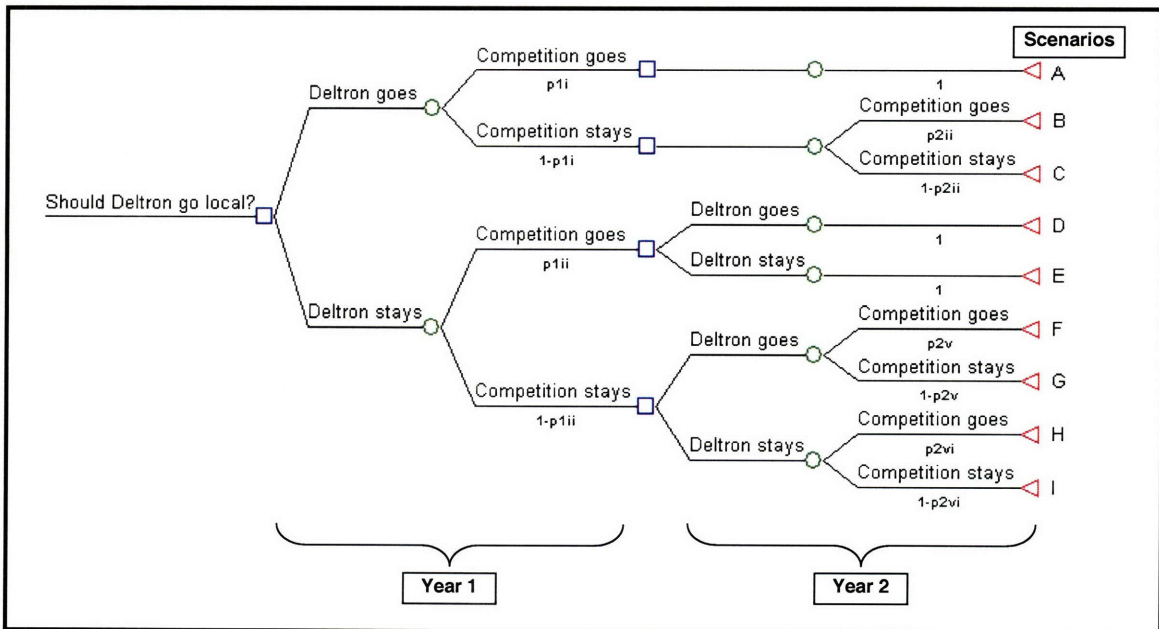 Scenarios
Competition goes
p1i
1
A
Deltron goes
Competition goes
p2ii
B
Competition stays
1-p1i
Competition stays
1-p2ii
C
Should Deltron go local?
Deltron goes
1
D
Competition goes
p1ii
Deltron stays
1
E
Deltron stays
Competition goes
p2v
F
Deltron goes
Competition stays
1-p2v
G
Competition stays
1-p1ii
Competition goes
p2vi
H
Deltron stays
Competition stays
1-p2vi
I
Year 1
Year 2